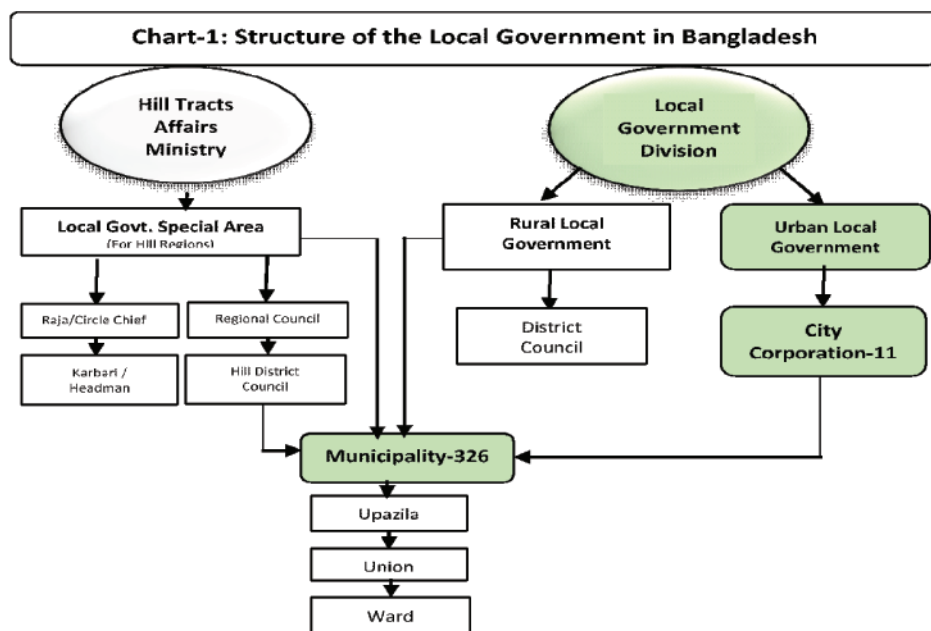 Chart-1: Structure of the Local Government in Bangladesh
Hill Tracts
Affairs
Ministry
Local
Government
Division
Local Govt. Special Area
(For Hill Regions)
Rural Local
Government
Urban Local
Government
Raja/Circle Chief
Regional Council
District
Council
City
Corporation-11
Karbari /
Headman
Hill District
Council
Municipality-326
Upazila
Union
Ward